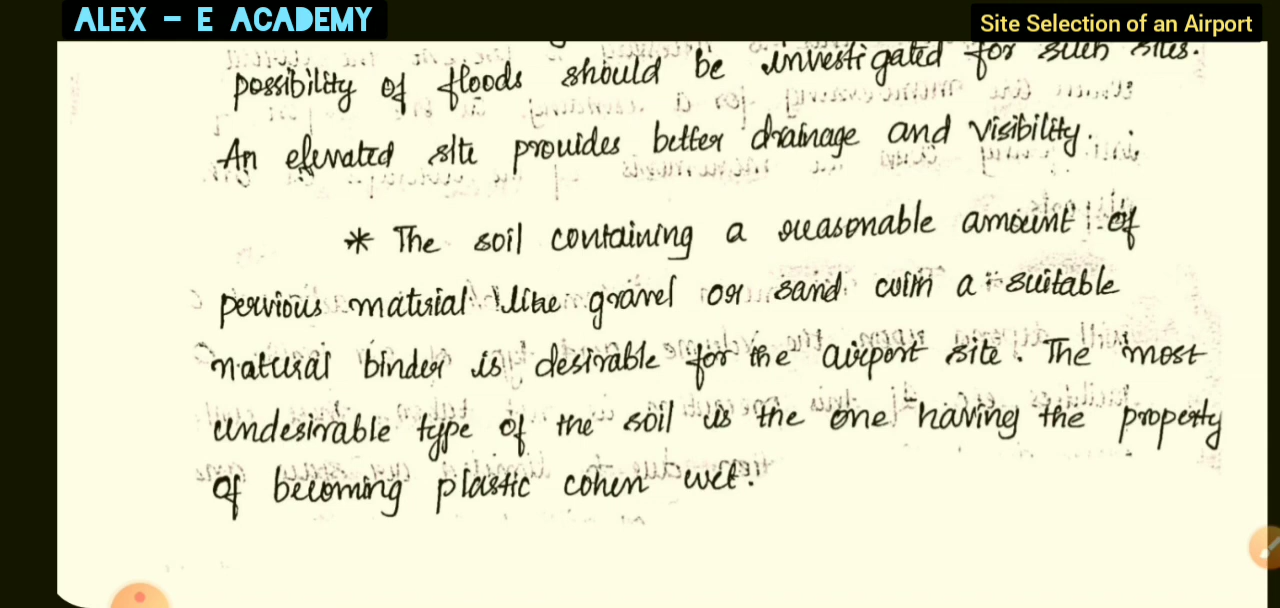 ALEX - E ACADEMY
Site Selection of an Airport
possibility of floods should be investigated for such sites.
An elevated site provides better drainage and visibility.
* The soil containing a reasonable amount of
pervious material like gravel or sand with a suitable
natural binder is desirable for the airport site. The most
undesirable type of the soil is the one having the property
of becoming plastic when wet.